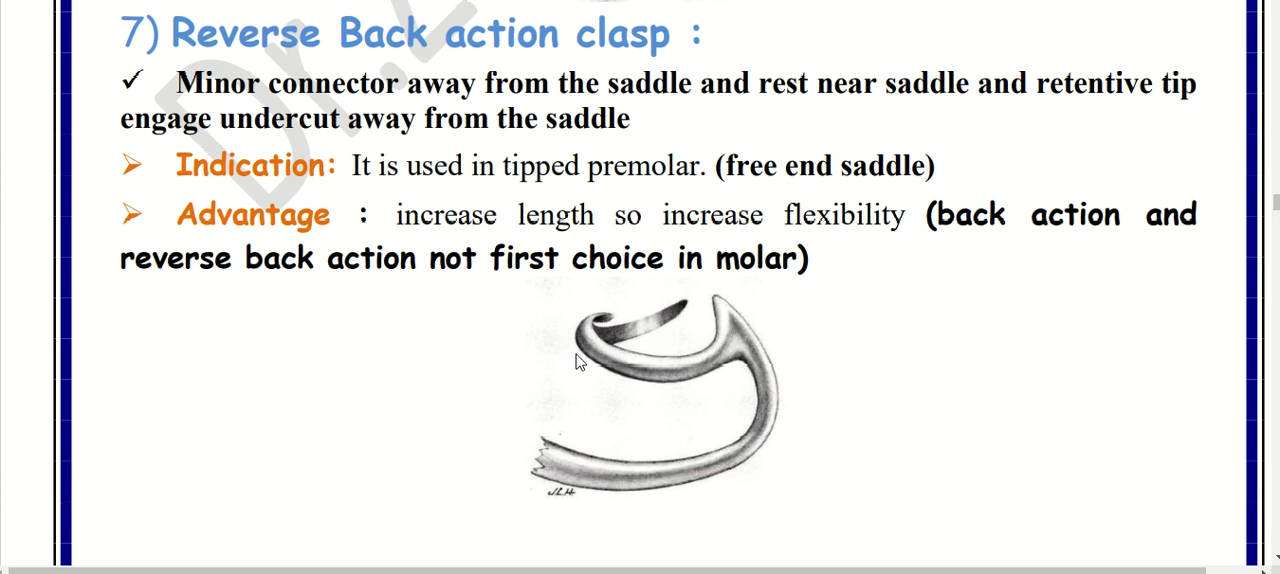 7) Reverse Back action clasp :
✓ Minor connector away from the saddle and rest near saddle and retentive tip
engage undercut away from the saddle
➢ Indication: It is used in tipped premolar. (free end saddle)
➢ Advantage : increase length so increase flexibility (back action and
reverse back action not first choice in molar)